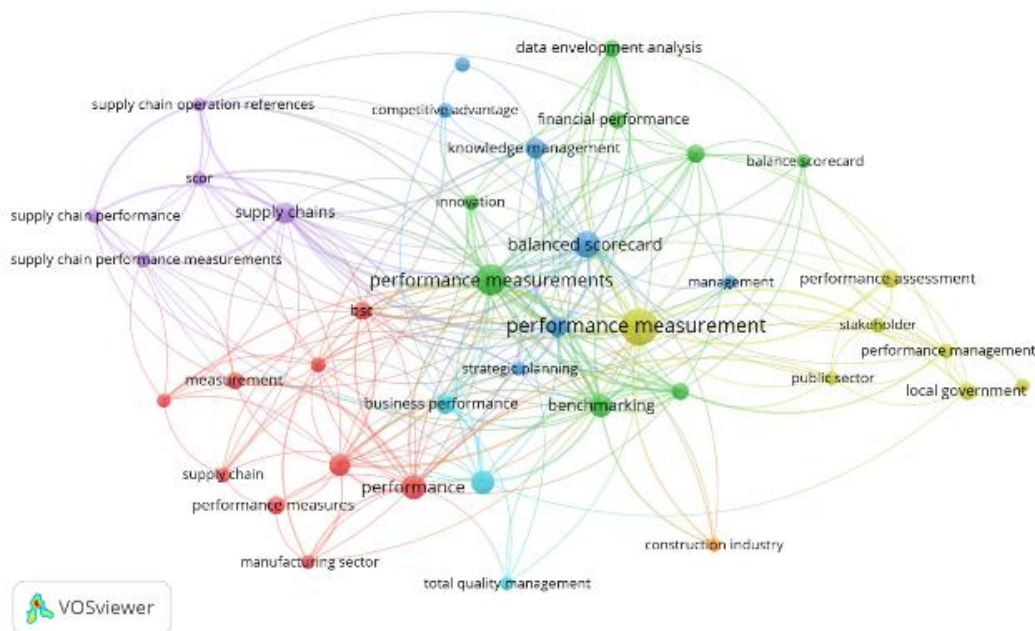 data envelopment analysis
supply chain operation references
competitive advantage
financial performance
knowledge management
balance scorecard
scor
innovation
supply chain performance
supply chains
balanced scorecard
supply chain performance measurements
performance measurements
management
performance assessment
bsc
performance measurement
stakeholder
performance management
strategic planning
measurement
public sector
local government
business performance
benchmarking
supply chain
performance
performance measures
construction industry
manufacturing sector
total quality management
VOSviewer